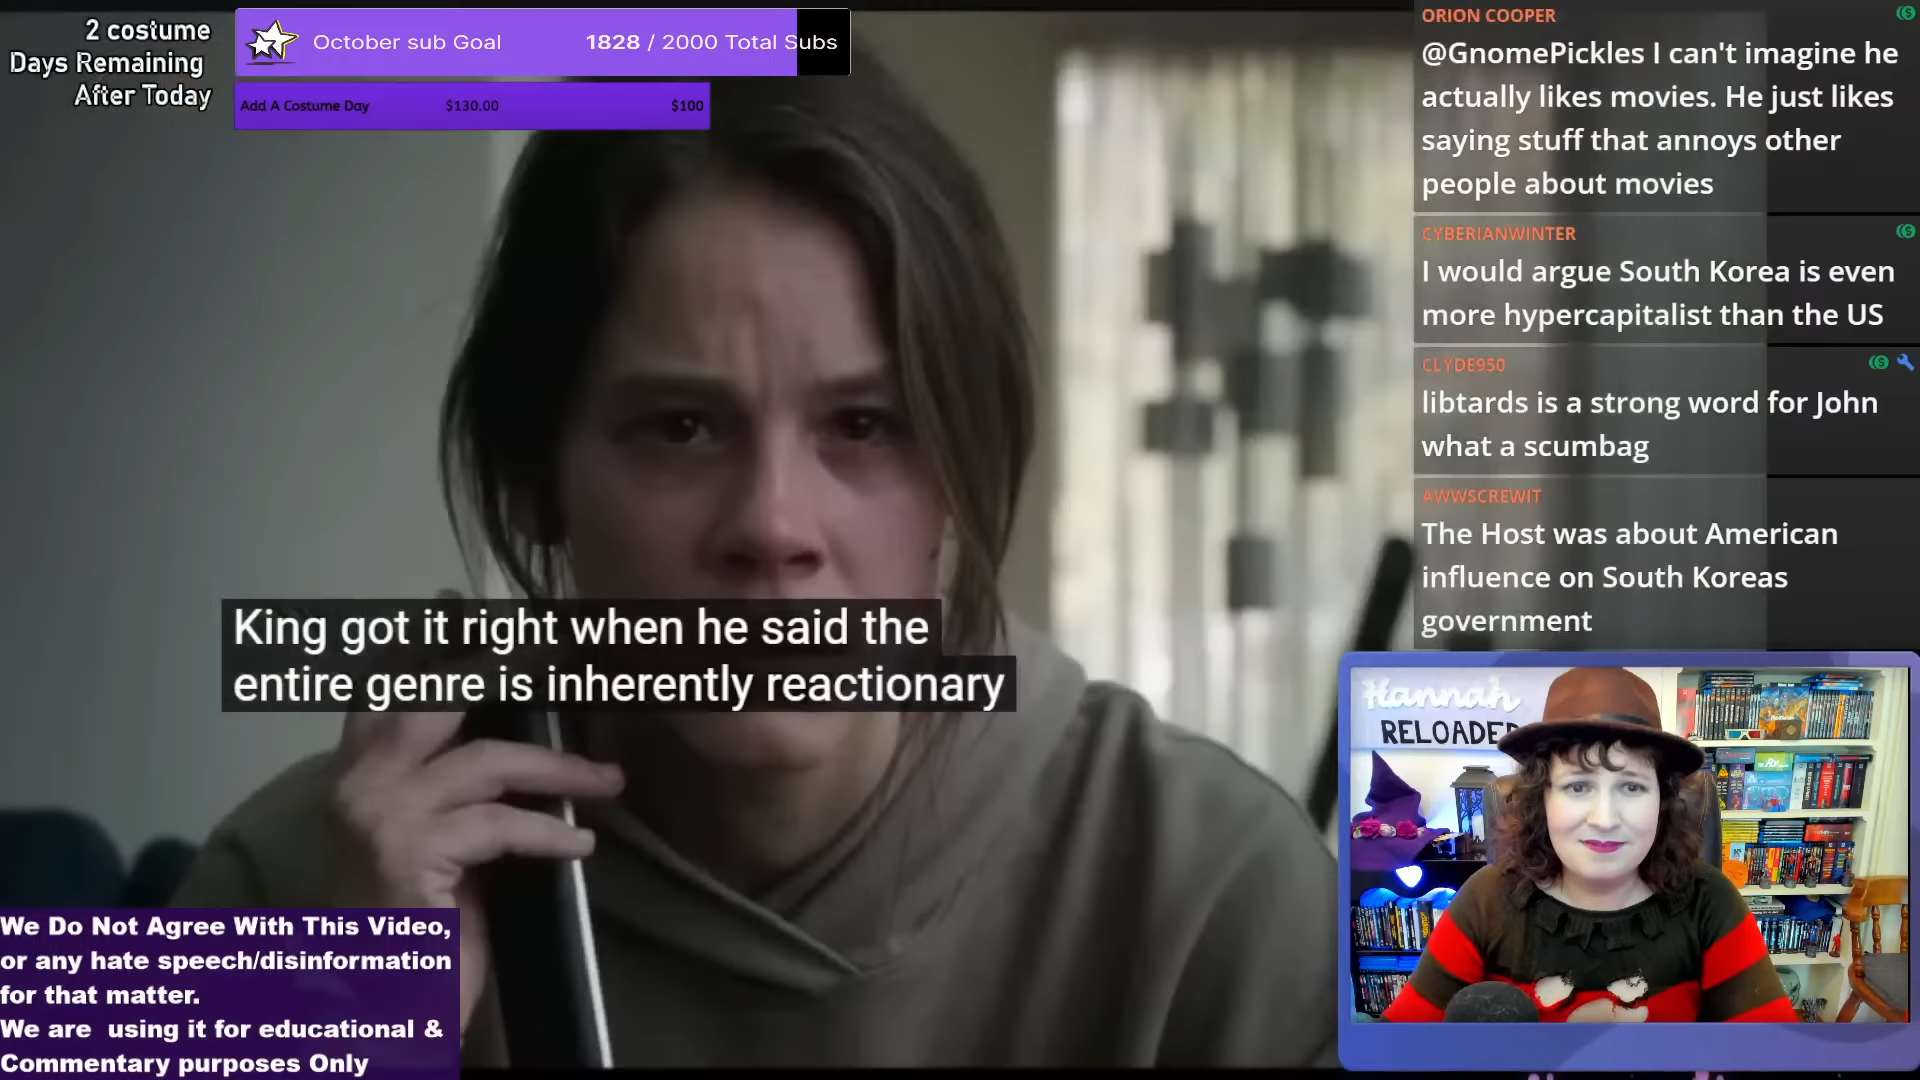 2 costume
Days Remaining
After Today
October sub Goal
1828 / 2000 Total Subs
Add A Costume Day
$130.00
$100
ORION COOPER
@GnomePickles I can't imagine he
actually likes movies. He just likes
saying stuff that annoys other
people about movies
CYBERIANWINTER
I would argue South Korea is even
more hypercapitalist than the US
CLYDE950
libtards is a strong word for John
what a scumbag
AWWSCREWIT
The Host was about American
influence on South Koreas
government
King got it right when he said the
entire genre is inherently reactionary
Hannah
RELOADED
We Do Not Agree With This Video,
or any hate speech/disinformation
for that matter.
We are using it for educational &
Commentary purposes Only